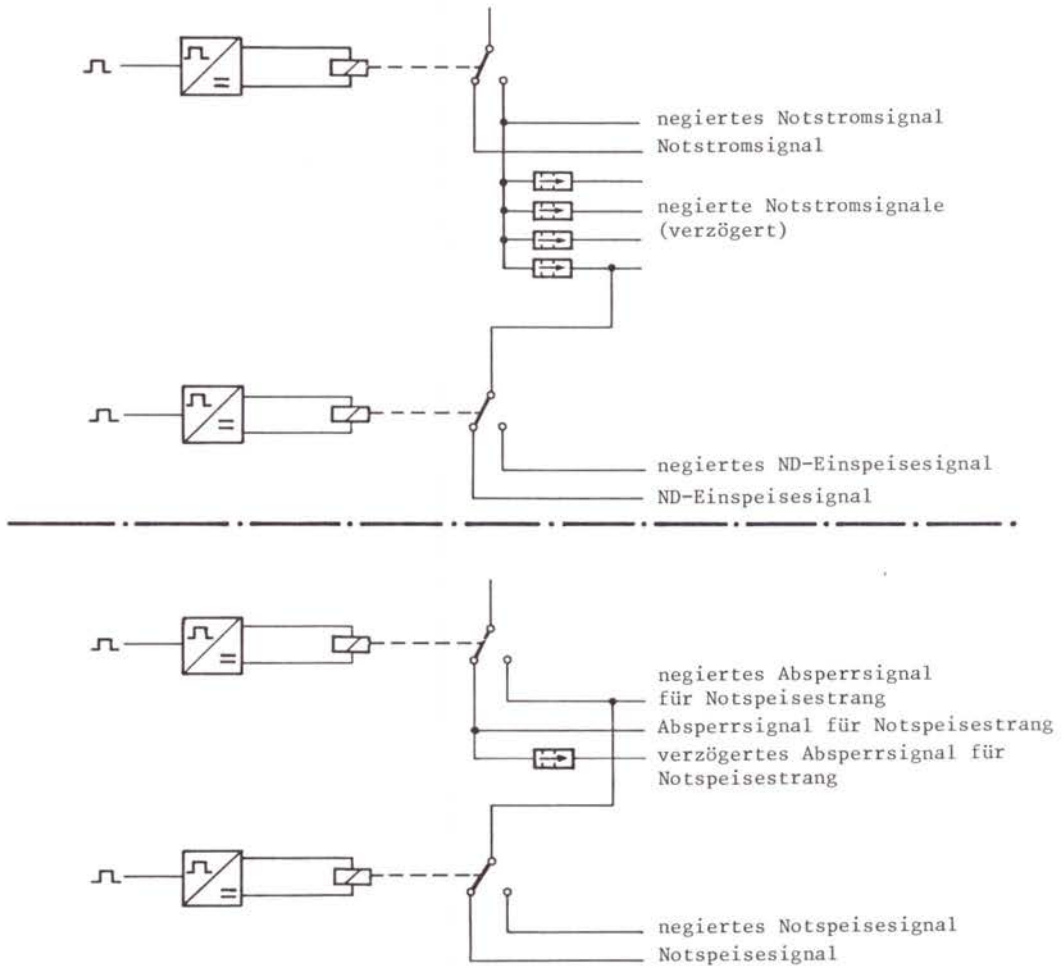 negiertes Notstromsignal
Notstromsignal
negierte Notstromsignale
(verzögert)
negiertes ND-Einspeisesignal
ND-Einspeisesignal
negiertes Absperrsignal
für Notspeisestrang
Absperrsignal für Notspeisestrang
verzögertes Absperrsignal für
Notspeisestrang
negiertes Notspeisesignal
Notspeisesignal